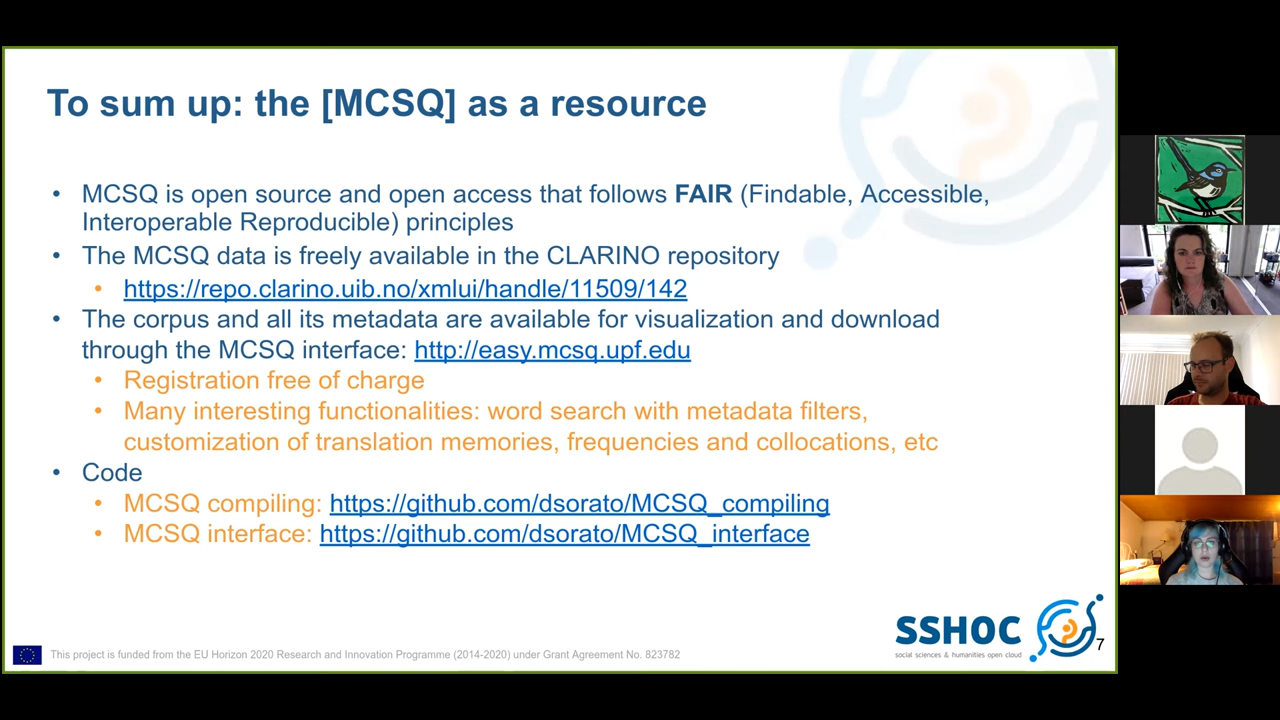 To sum up: the [MCSQ] as a resource
• MCSQ is open source and open access that follows FAIR (Findable, Accessible,
Interoperable Reproducible) principles
• The MCSQ data is freely available in the CLARINO repository
• https://repo.clarino.uib.no/xmlui/handle/11509/142
• The corpus and all its metadata are available for visualization and download
through the MCSQ interface: http://easy.mcsq.upf.edu
• Registration free of charge
• Many interesting functionalities: word search with metadata filters,
customization of translation memories, frequencies and collocations, etc
• Code
• MCSQ compiling: https://github.com/dsorato/MCSQ_compiling
• MCSQ interface: https://github.com/dsorato/MCSQ_interface
SSHOC
social sciences & humanities open cloud
7
This project is funded from the EU Horizon 2020 Research and Innovation Programme (2014-2020) under Grant Agreement No. 823782